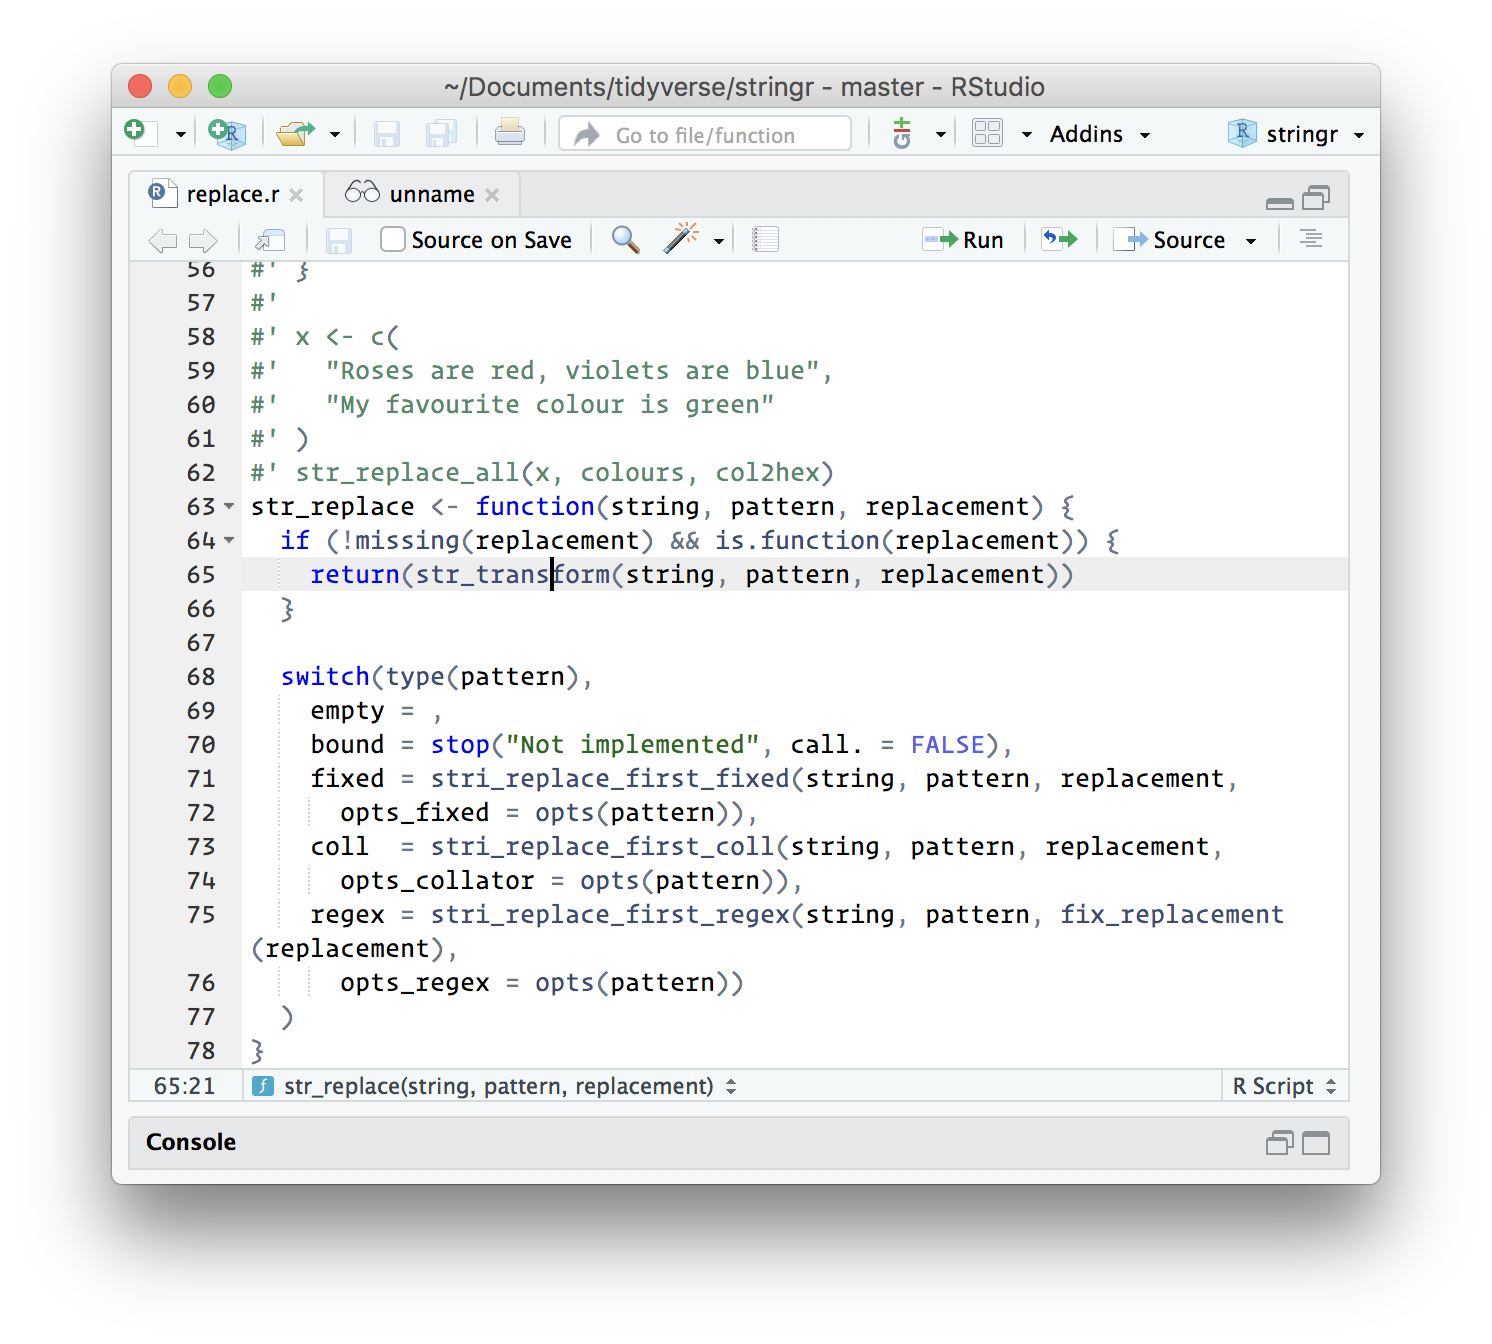 ~/Documents/tidyverse/stringr - master - RStudio
Go to file/function
Addins
stringr
replace.r
unname
Source on Save
Run
Source
56 #' }
57 #'
58 #' x <- c(
59 #'   "Roses are red, violets are blue",
60 #'   "My favourite colour is green"
61 #' )
62 #' str_replace_all(x, colours, col2hex)
63 str_replace <- function(string, pattern, replacement) {
64   if (!missing(replacement) && is.function(replacement)) {
65     return(str_transform(string, pattern, replacement))
66   }
67
68   switch(type(pattern),
69     empty = ,
70     bound = stop("Not implemented", call. = FALSE),
71     fixed = stri_replace_first_fixed(string, pattern, replacement,
72       opts_fixed = opts(pattern)),
73     coll  = stri_replace_first_coll(string, pattern, replacement,
74       opts_collator = opts(pattern)),
75     regex = stri_replace_first_regex(string, pattern, fix_replacement
(replacement),
76       opts_regex = opts(pattern))
77   )
78 }
65:21
str_replace(string, pattern, replacement)
R Script
Console